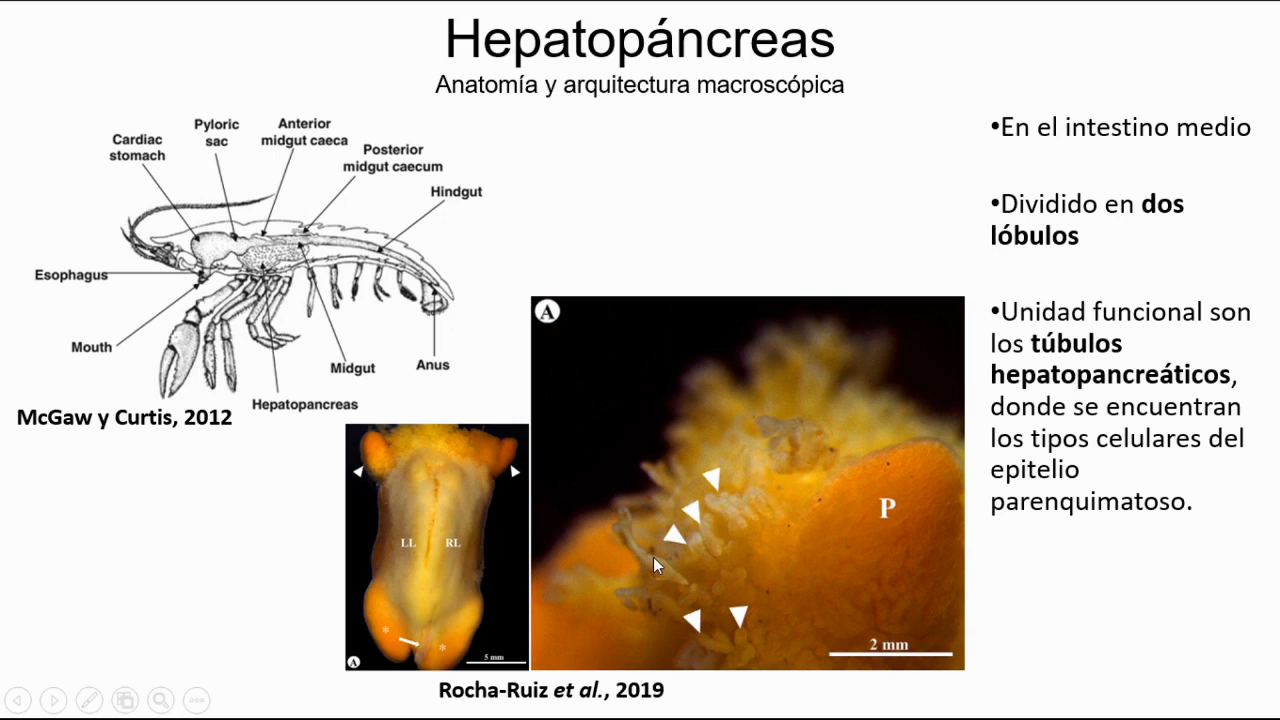 Hepatopáncreas
Anatomía y arquitectura macroscópica
Cardiac
stomach
Pyloric
sac
Anterior
midgut caeca
Posterior
midgut caecum
Hindgut
Esophagus
Mouth
Hepatopancreas
Midgut
Anus
McGaw y Curtis, 2012
LL
RL
*
*
A
5 mm
A
P
2 mm
Rocha-Ruiz et al., 2019
•En el intestino medio
•Dividido en dos
lóbulos
•Unidad funcional son
los túbulos
hepatopancreáticos,
donde se encuentran
los tipos celulares del
epitelio
parenquimatoso.